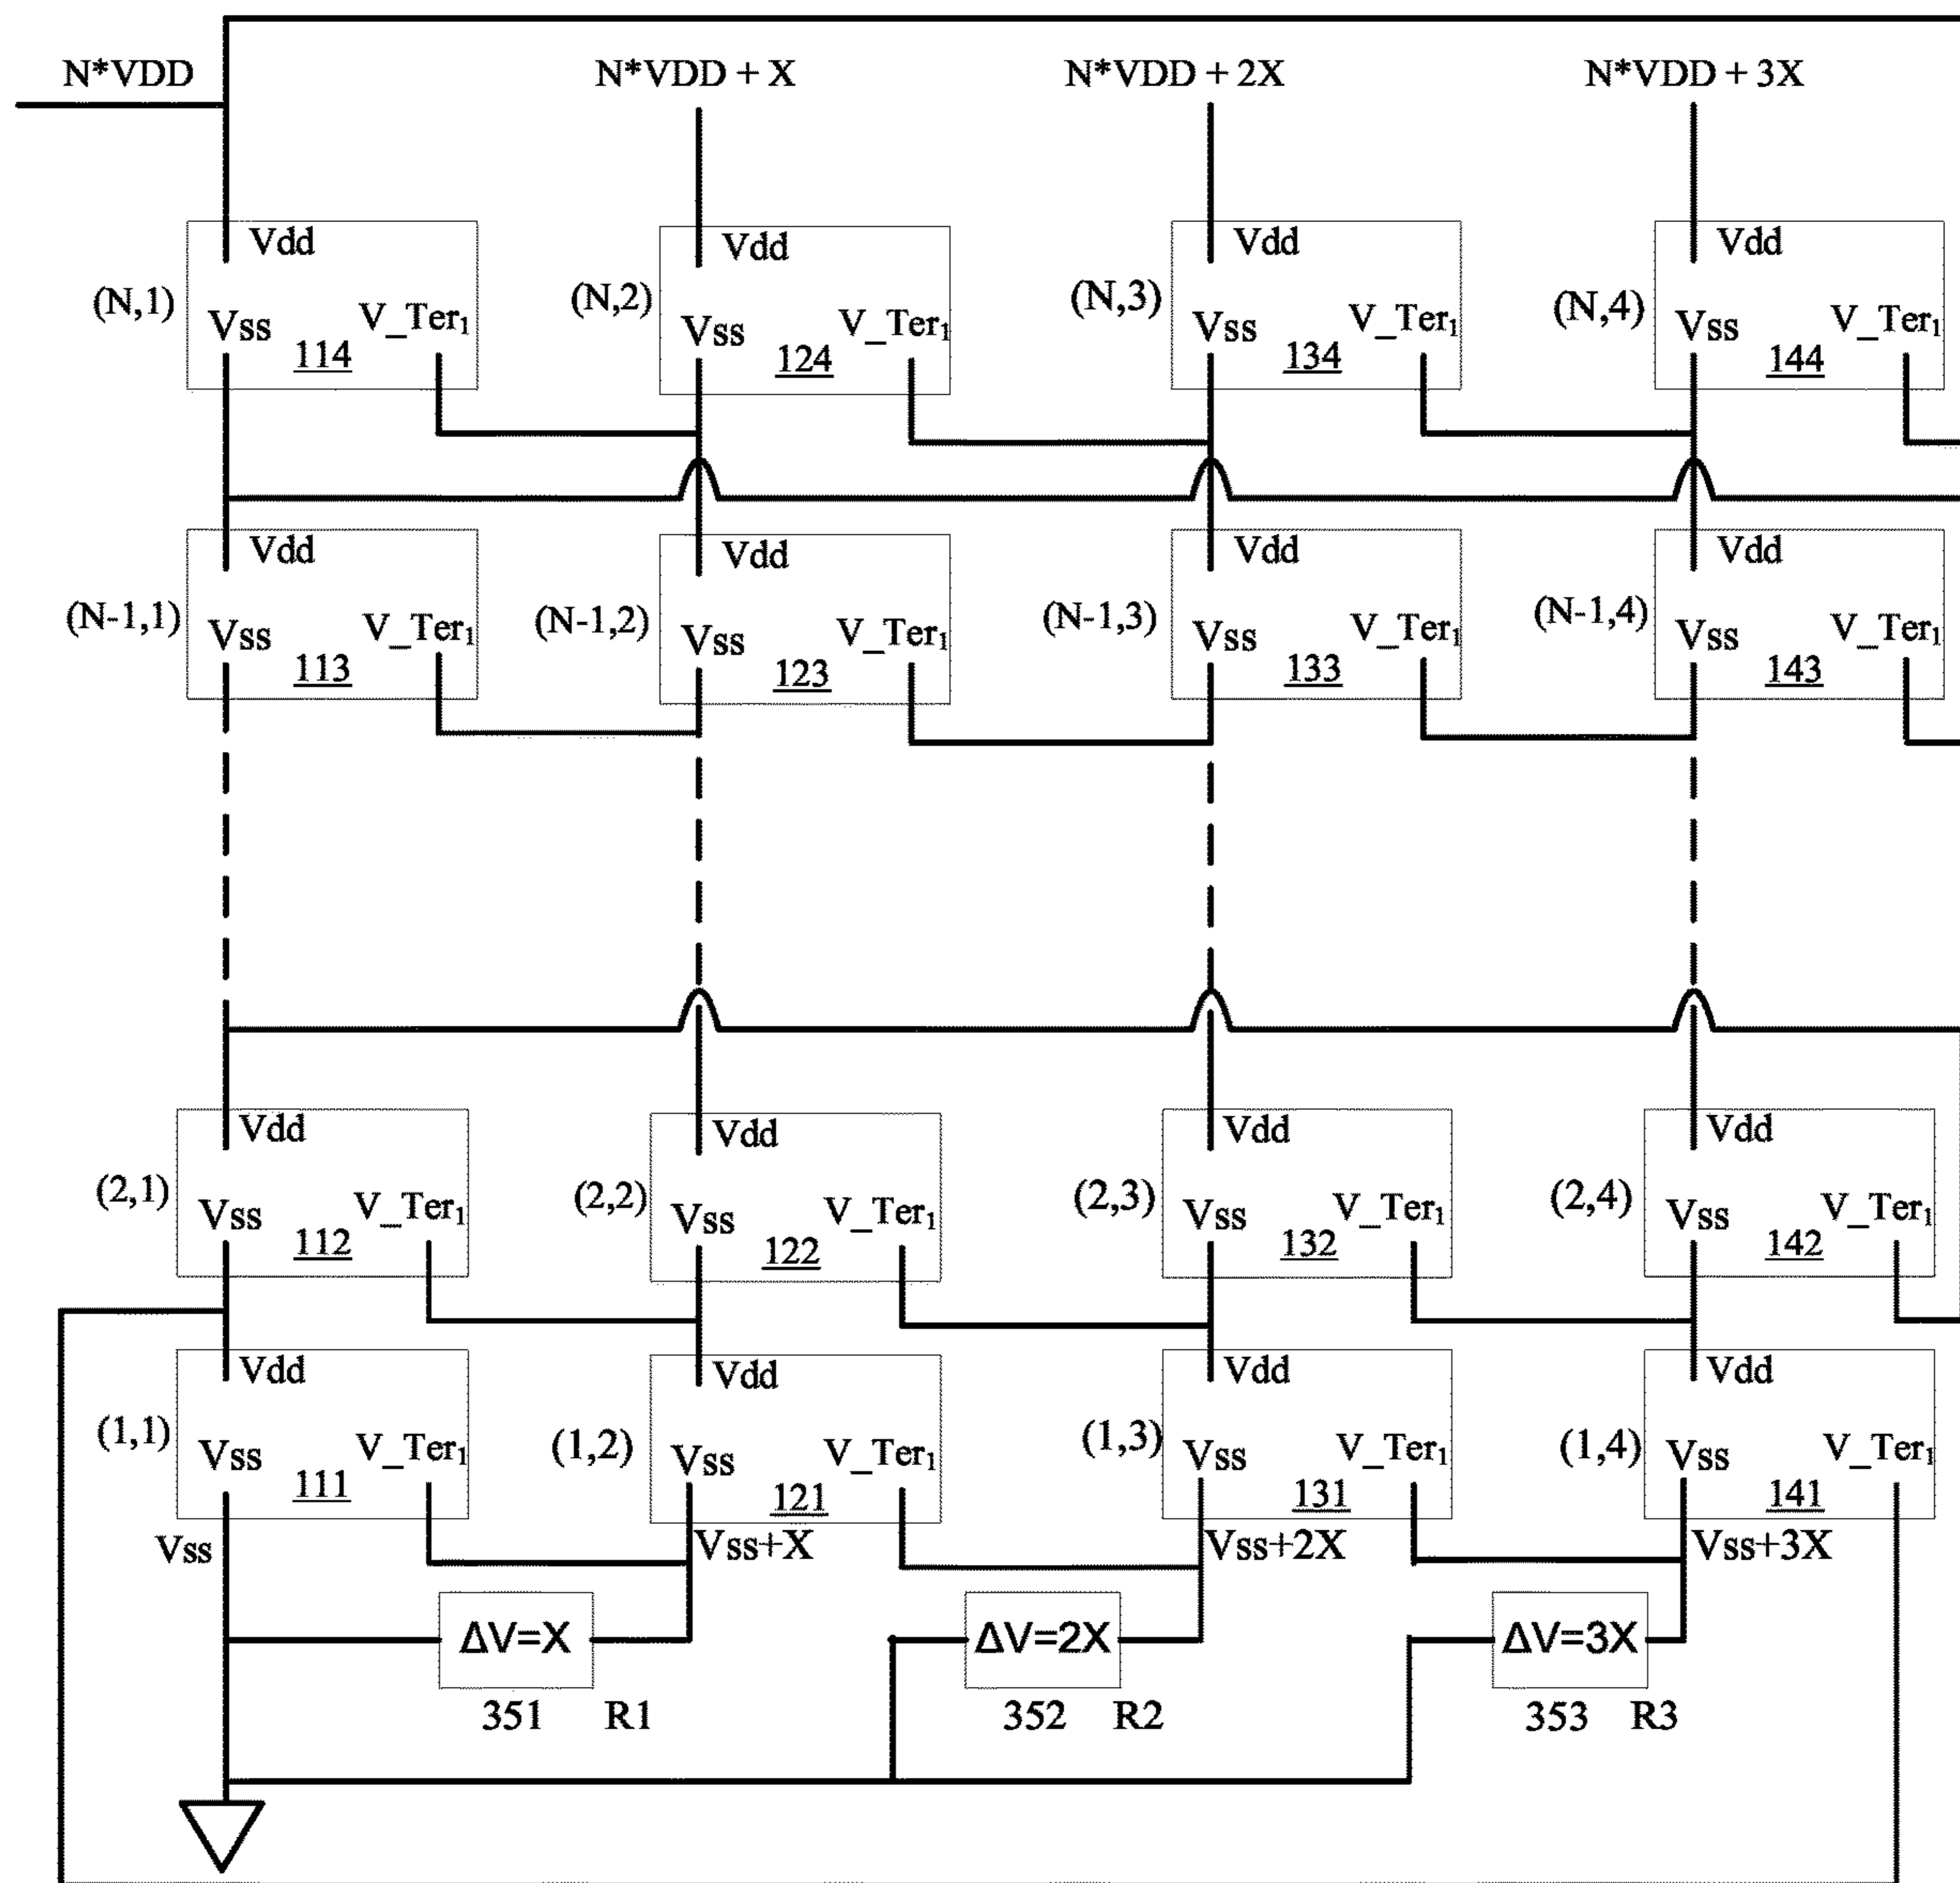 N*VDD
N*VDD + X
N*VDD + 2X
N*VDD + 3X
Vdd
Vdd
Vdd
Vdd
(N,1)
Vss
V_Ter1
114
(N,2)
Vss
V_Ter1
124
(N,3)
Vss
V_Ter1
134
(N,4)
Vss
V_Ter1
144
Vdd
Vdd
Vdd
Vdd
(N-1,1)
Vss
V_Ter1
113
(N-1,2)
Vss
V_Ter1
123
(N-1,3)
Vss
V_Ter1
133
(N-1,4)
Vss
V_Ter1
143
Vdd
Vdd
Vdd
Vdd
(2,1)
Vss
V_Ter1
112
(2,2)
Vss
V_Ter1
122
(2,3)
Vss
V_Ter1
132
(2,4)
Vss
V_Ter1
142
Vdd
Vdd
Vdd
Vdd
(1,1)
Vss
V_Ter1
111
(1,2)
Vss
V_Ter1
121
(1,3)
Vss
V_Ter1
131
(1,4)
Vss
V_Ter1
141
Vss
Vss+X
Vss+2X
Vss+3X
ΔV=X
ΔV=2X
ΔV=3X
351 R1
352 R2
353 R3